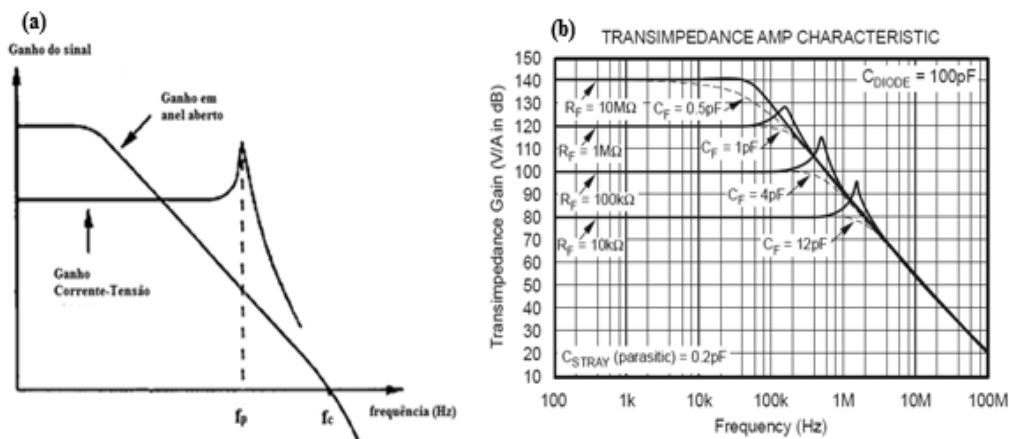 (a)
Ganho do sinal
Ganho em
anel aberto
Ganho
Corrente-Tensão
fp
fc
frequência (Hz)
(b)
TRANSIMPEDANCE AMP CHARACTERISTIC
Transimpedance Gain (V/A in dB)
150
140
130
120
110
100
90
80
70
60
50
40
30
20
10
CDIODE = 100pF
RF = 10MΩ
CF = 0.5pF
RF = 1MΩ
CF = 1pF
RF = 100kΩ
CF = 4pF
RF = 10kΩ
CF = 12pF
CSTRAY (parasitic) = 0.2pF
100
1k
10k
100k
1M
10M
100M
Frequency (Hz)